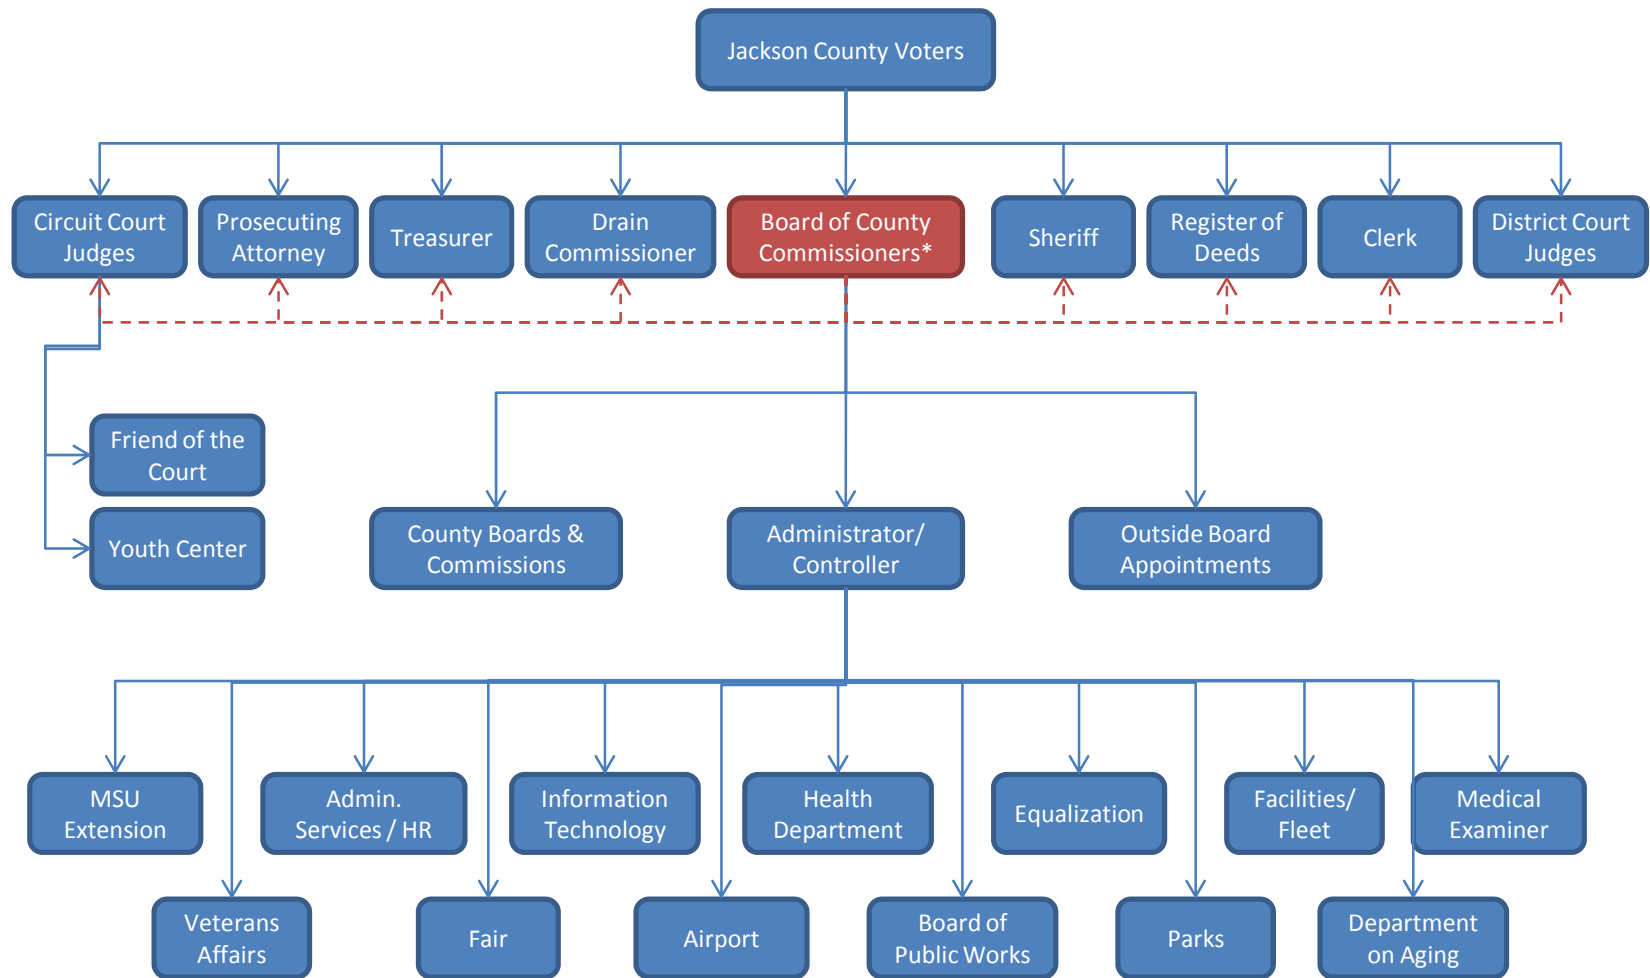 Jackson County Voters
Circuit Court
Judges
Prosecuting
Attorney
Treasurer
Drain
Commissioner
Board of County
Commissioners*
Sheriff
Register of
Deeds
Clerk
District Court
Judges
Friend of the
Court
Youth Center
County Boards &
Commissions
Administrator/
Controller
Outside Board
Appointments
MSU
Extension
Admin.
Services / HR
Information
Technology
Health
Department
Equalization
Facilities/
Fleet
Medical
Examiner
Veterans
Affairs
Fair
Airport
Board of
Public Works
Parks
Department
on Aging